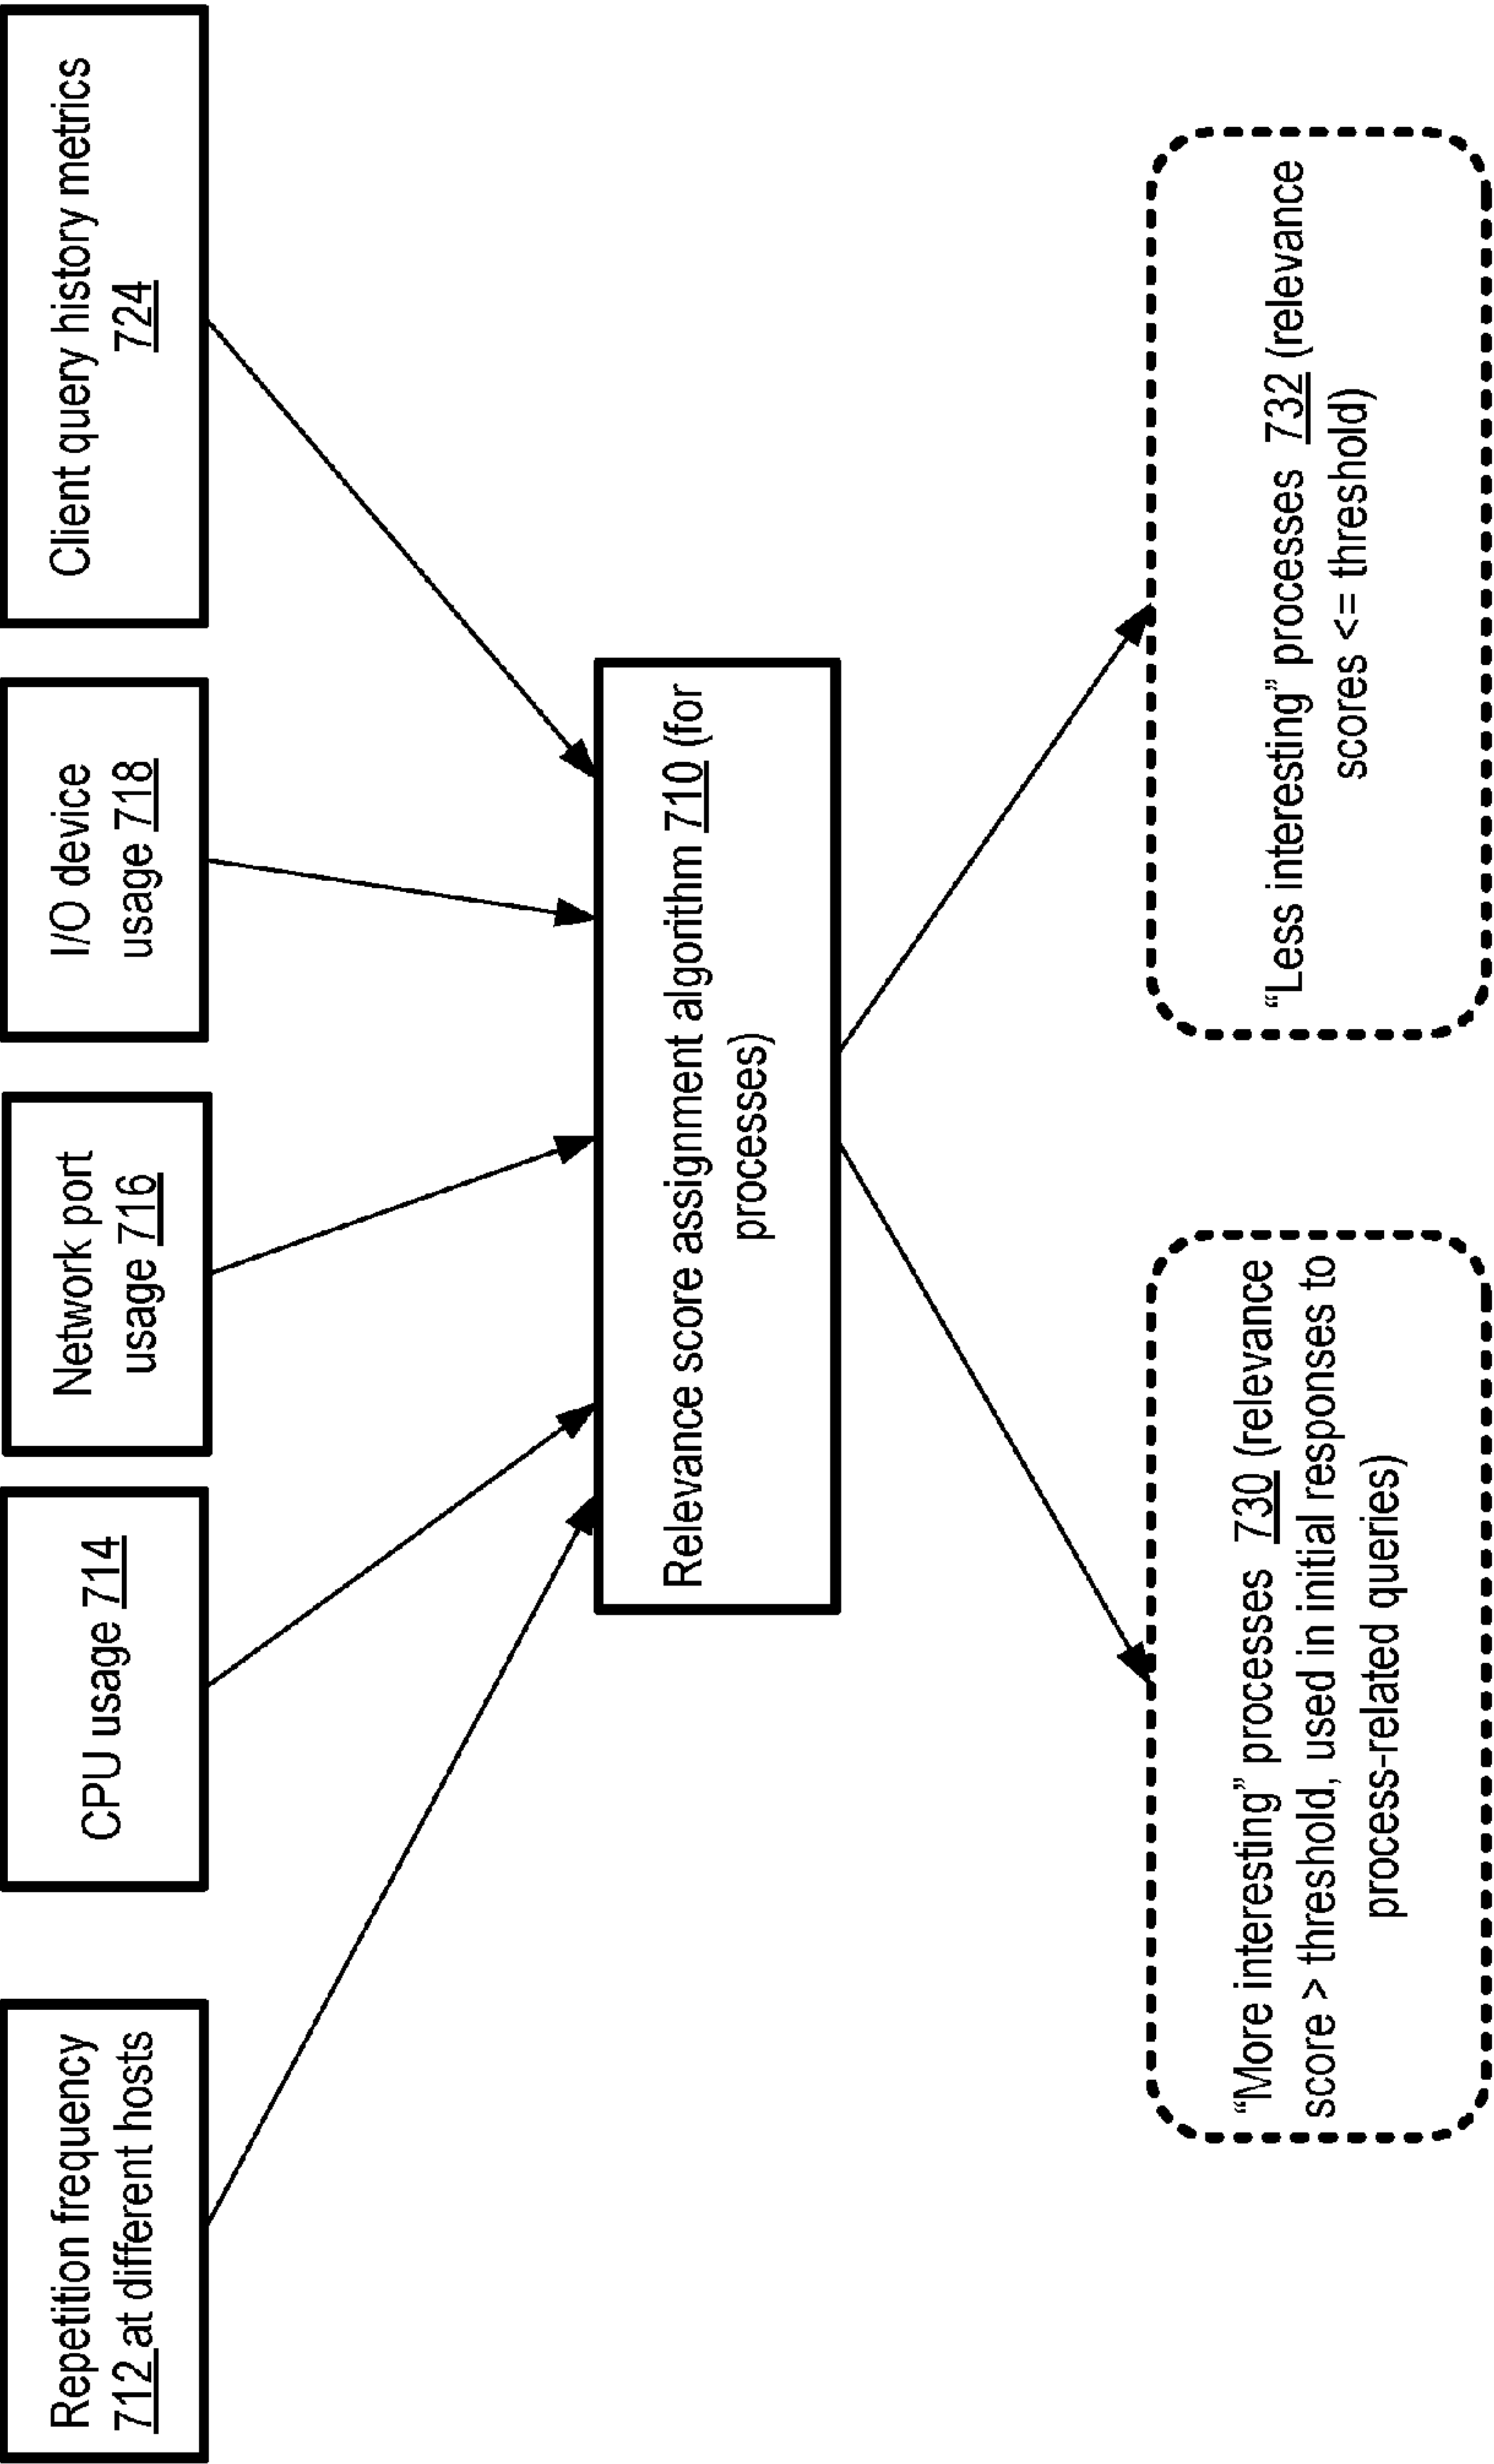 Repetition frequency
712 at different hosts
CPU usage 714
Network port
usage 716
I/O device
usage 718
Client query history metrics
724
Relevance score assignment algorithm 710 (for
processes)
“More interesting” processes 730 (relevance
score > threshold, used in initial responses to
process-related queries)
“Less interesting” processes 732 (relevance
scores <= threshold)